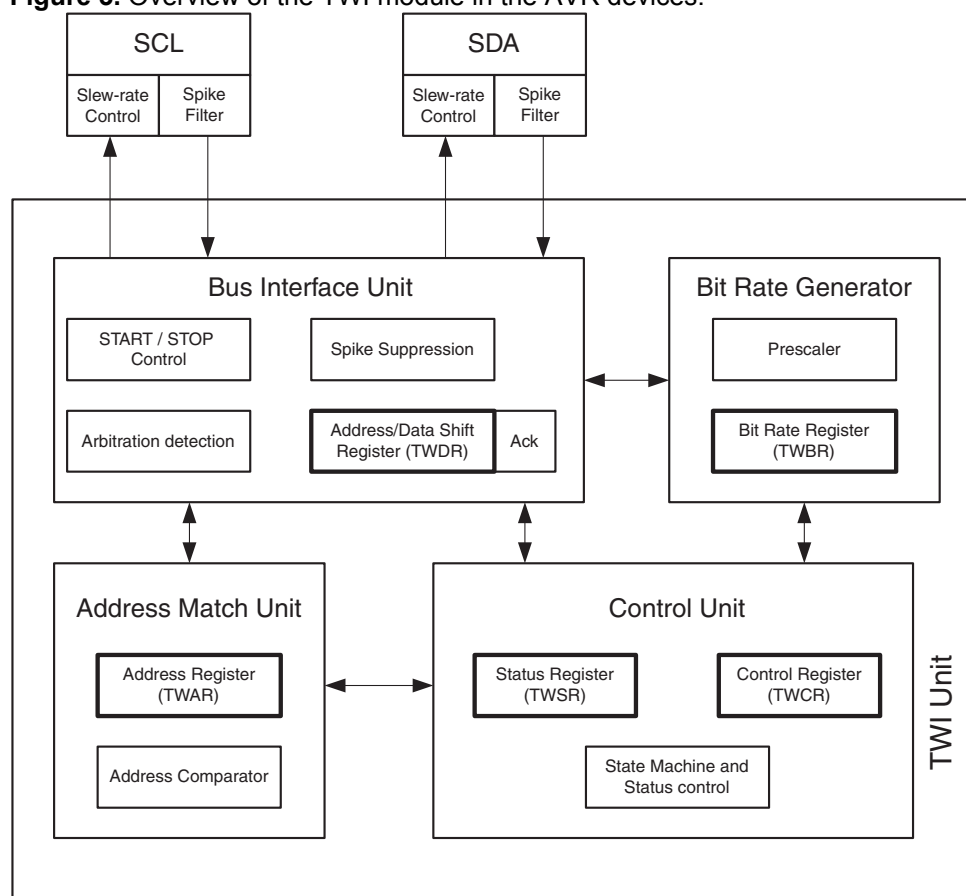 Figure 3. Overview of the TWI module in the AVR devices.
SCL
Slew-rate
Control
Spike
Filter
SDA
Slew-rate
Control
Spike
Filter
Bus Interface Unit
START / STOP
Control
Spike Suppression
Arbitration detection
Address/Data Shift
Register (TWDR)
Ack
Bit Rate Generator
Prescaler
Bit Rate Register
(TWBR)
Address Match Unit
Address Register
(TWAR)
Address Comparator
Control Unit
Status Register
(TWSR)
Control Register
(TWCR)
State Machine and
Status control
TWI Unit